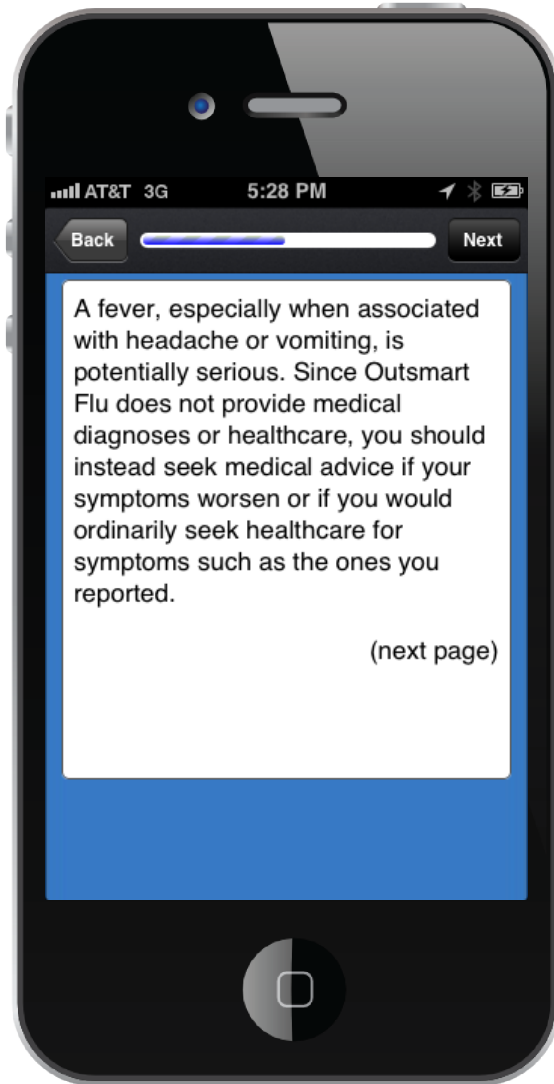 AT&T 3G 5:28 PM
Back Next
A fever, especially when associated
with headache or vomiting, is
potentially serious. Since Outsmart
Flu does not provide medical
diagnoses or healthcare, you should
instead seek medical advice if your
symptoms worsen or if you would
ordinarily seek healthcare for
symptoms such as the ones you
reported.
(next page)